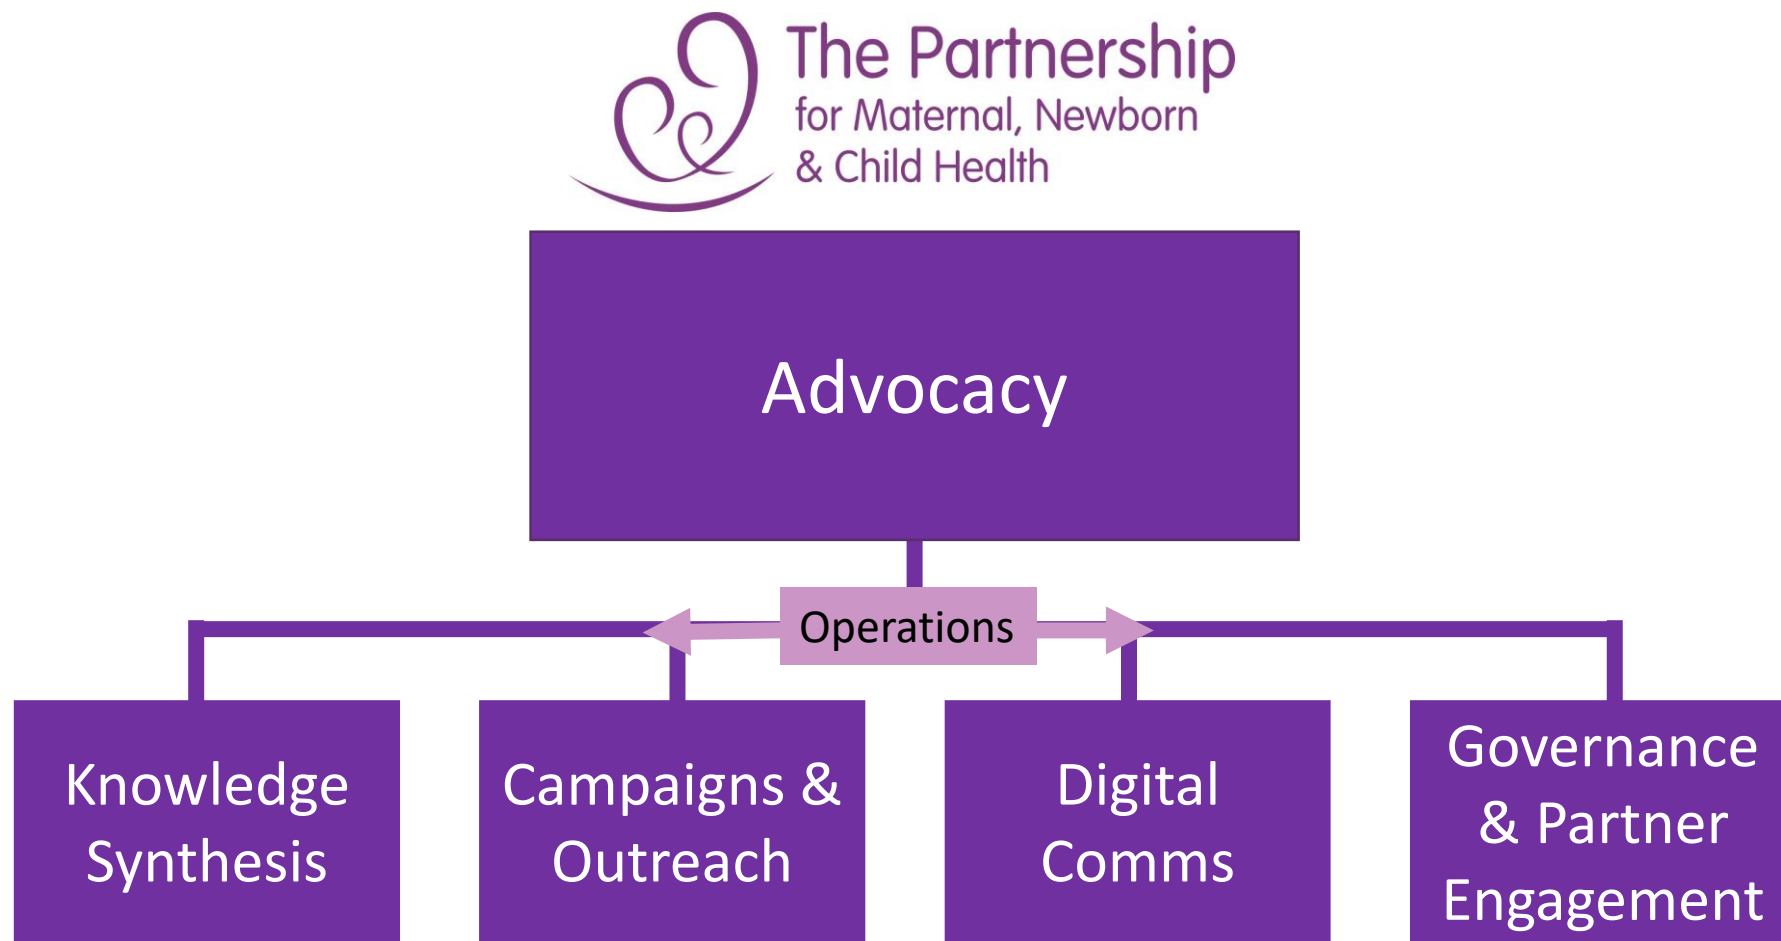 The Partnership
for Maternal, Newborn
& Child Health
Advocacy
Operations
Knowledge
Synthesis
Campaigns &
Outreach
Digital
Comms
Governance
& Partner
Engagement